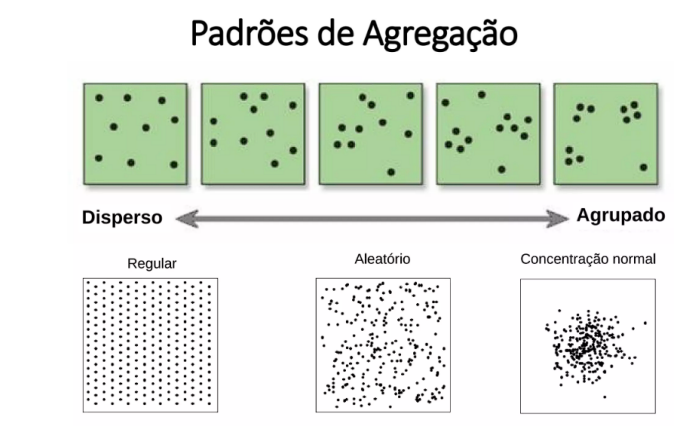 Padrões de Agregação
Disperso
Agrupado
Regular
Aleatório
Concentração normal